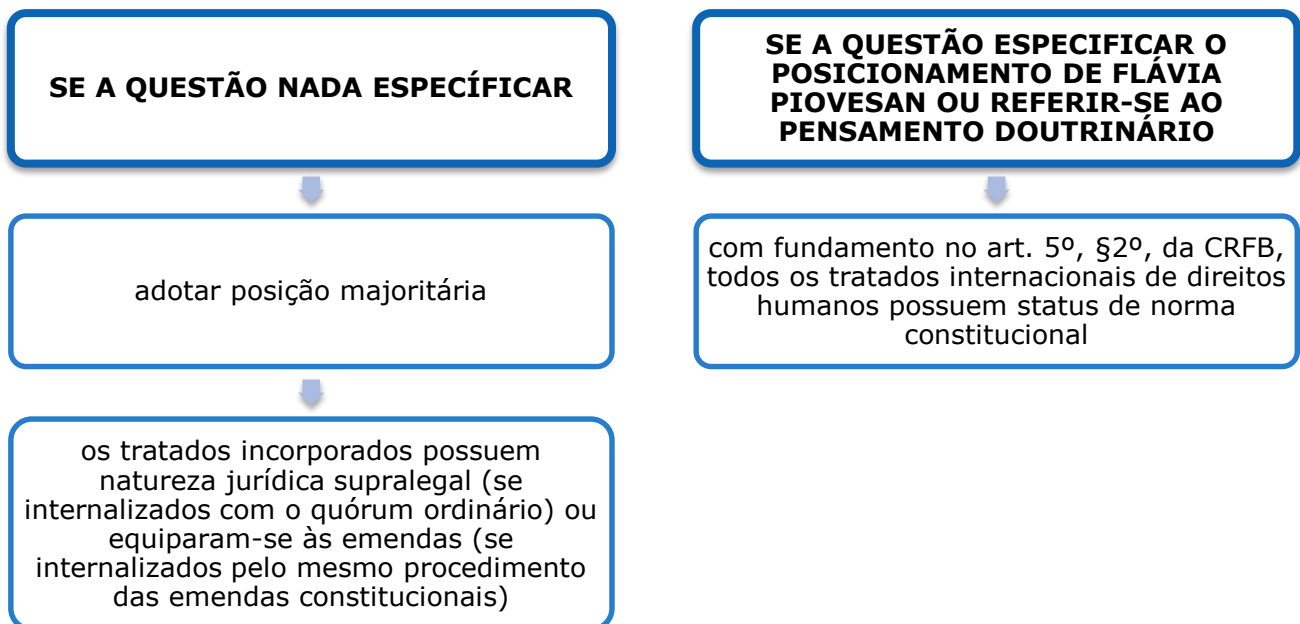 SE A QUESTÃO NADA ESPECÍFICAR
adotar posição majoritária
os tratados incorporados possuem
natureza jurídica supralegal (se
internalizados com o quórum ordinário) ou
equiparam-se às emendas (se
internalizados pelo mesmo procedimento
das emendas constitucionais)
SE A QUESTÃO ESPECIFICAR O
POSICIONAMENTO DE FLÁVIA
PIOVESAN OU REFERIR-SE AO
PENSAMENTO DOUTRINÁRIO
com fundamento no art. 5º, §2º, da CRFB,
todos os tratados internacionais de direitos
humanos possuem status de norma
constitucional